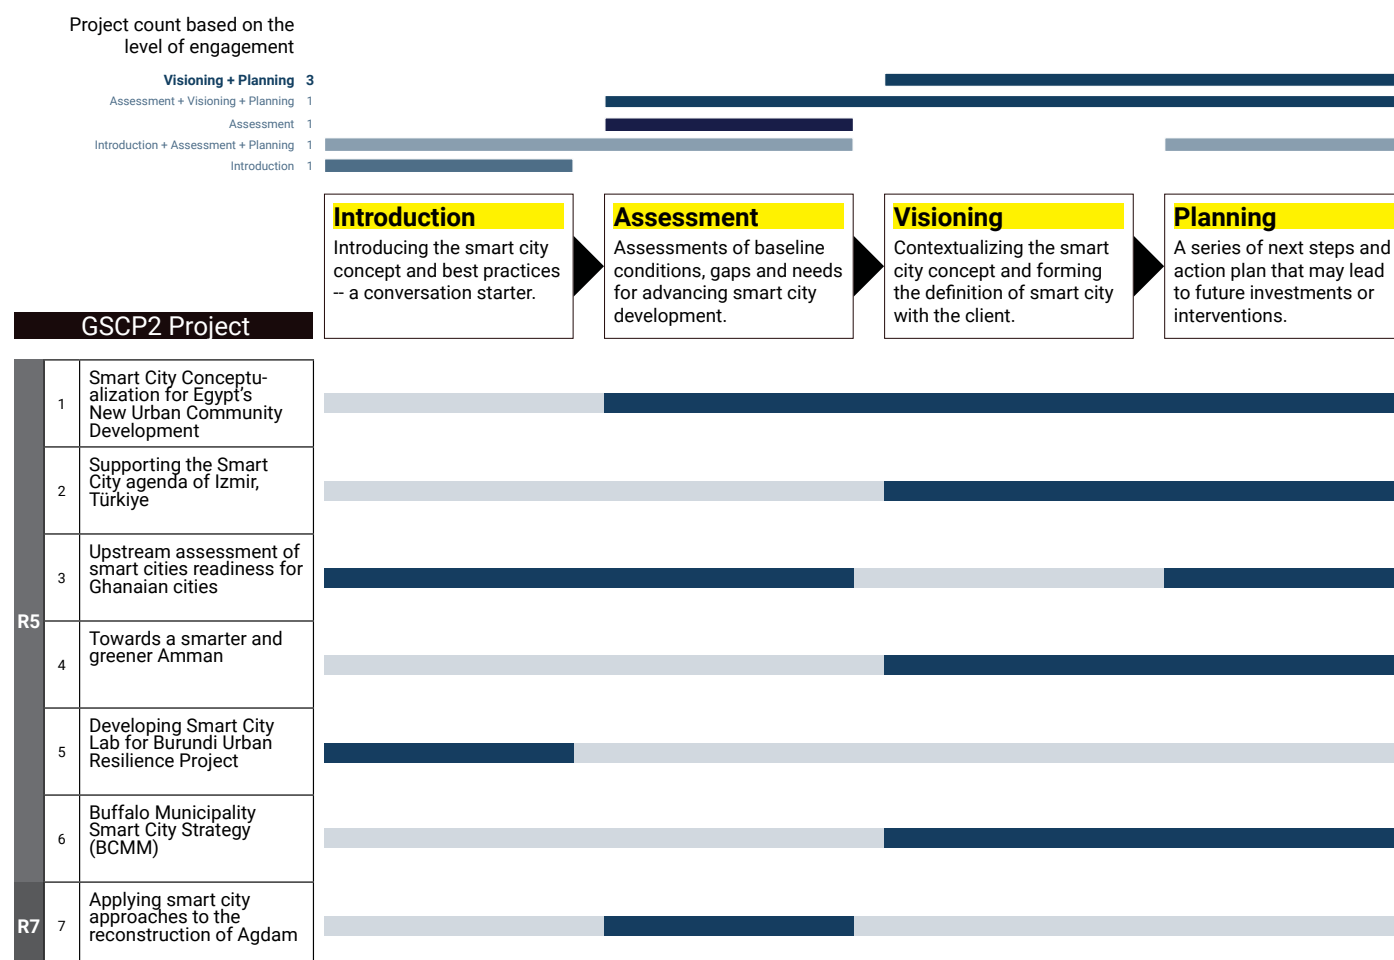 Project count based on the
level of engagement
Visioning + Planning 3
Assessment + Visioning + Planning 1
Assessment 1
Introduction + Assessment + Planning 1
Introduction 1
Introduction
Introducing the smart city
concept and best practices
-- a conversation starter.
Assessment
Assessments of baseline
conditions, gaps and needs
for advancing smart city
development.
Visioning
Contextualizing the smart
city concept and forming
the definition of smart city
with the client.
Planning
A series of next steps and
action plan that may lead
to future investments or
interventions.
GSCP2 Project
R5
1
Smart City Conceptu-
alization for Egypt's
New Urban Community
Development
2
Supporting the Smart
City agenda of Izmir,
Türkiye
3
Upstream assessment of
smart cities readiness for
Ghanaian cities
4
Towards a smarter and
greener Amman
5
Developing Smart City
Lab for Burundi Urban
Resilience Project
6
Buffalo Municipality
Smart City Strategy
(BCMM)
R7
7
Applying smart city
approaches to the
reconstruction of Agdam